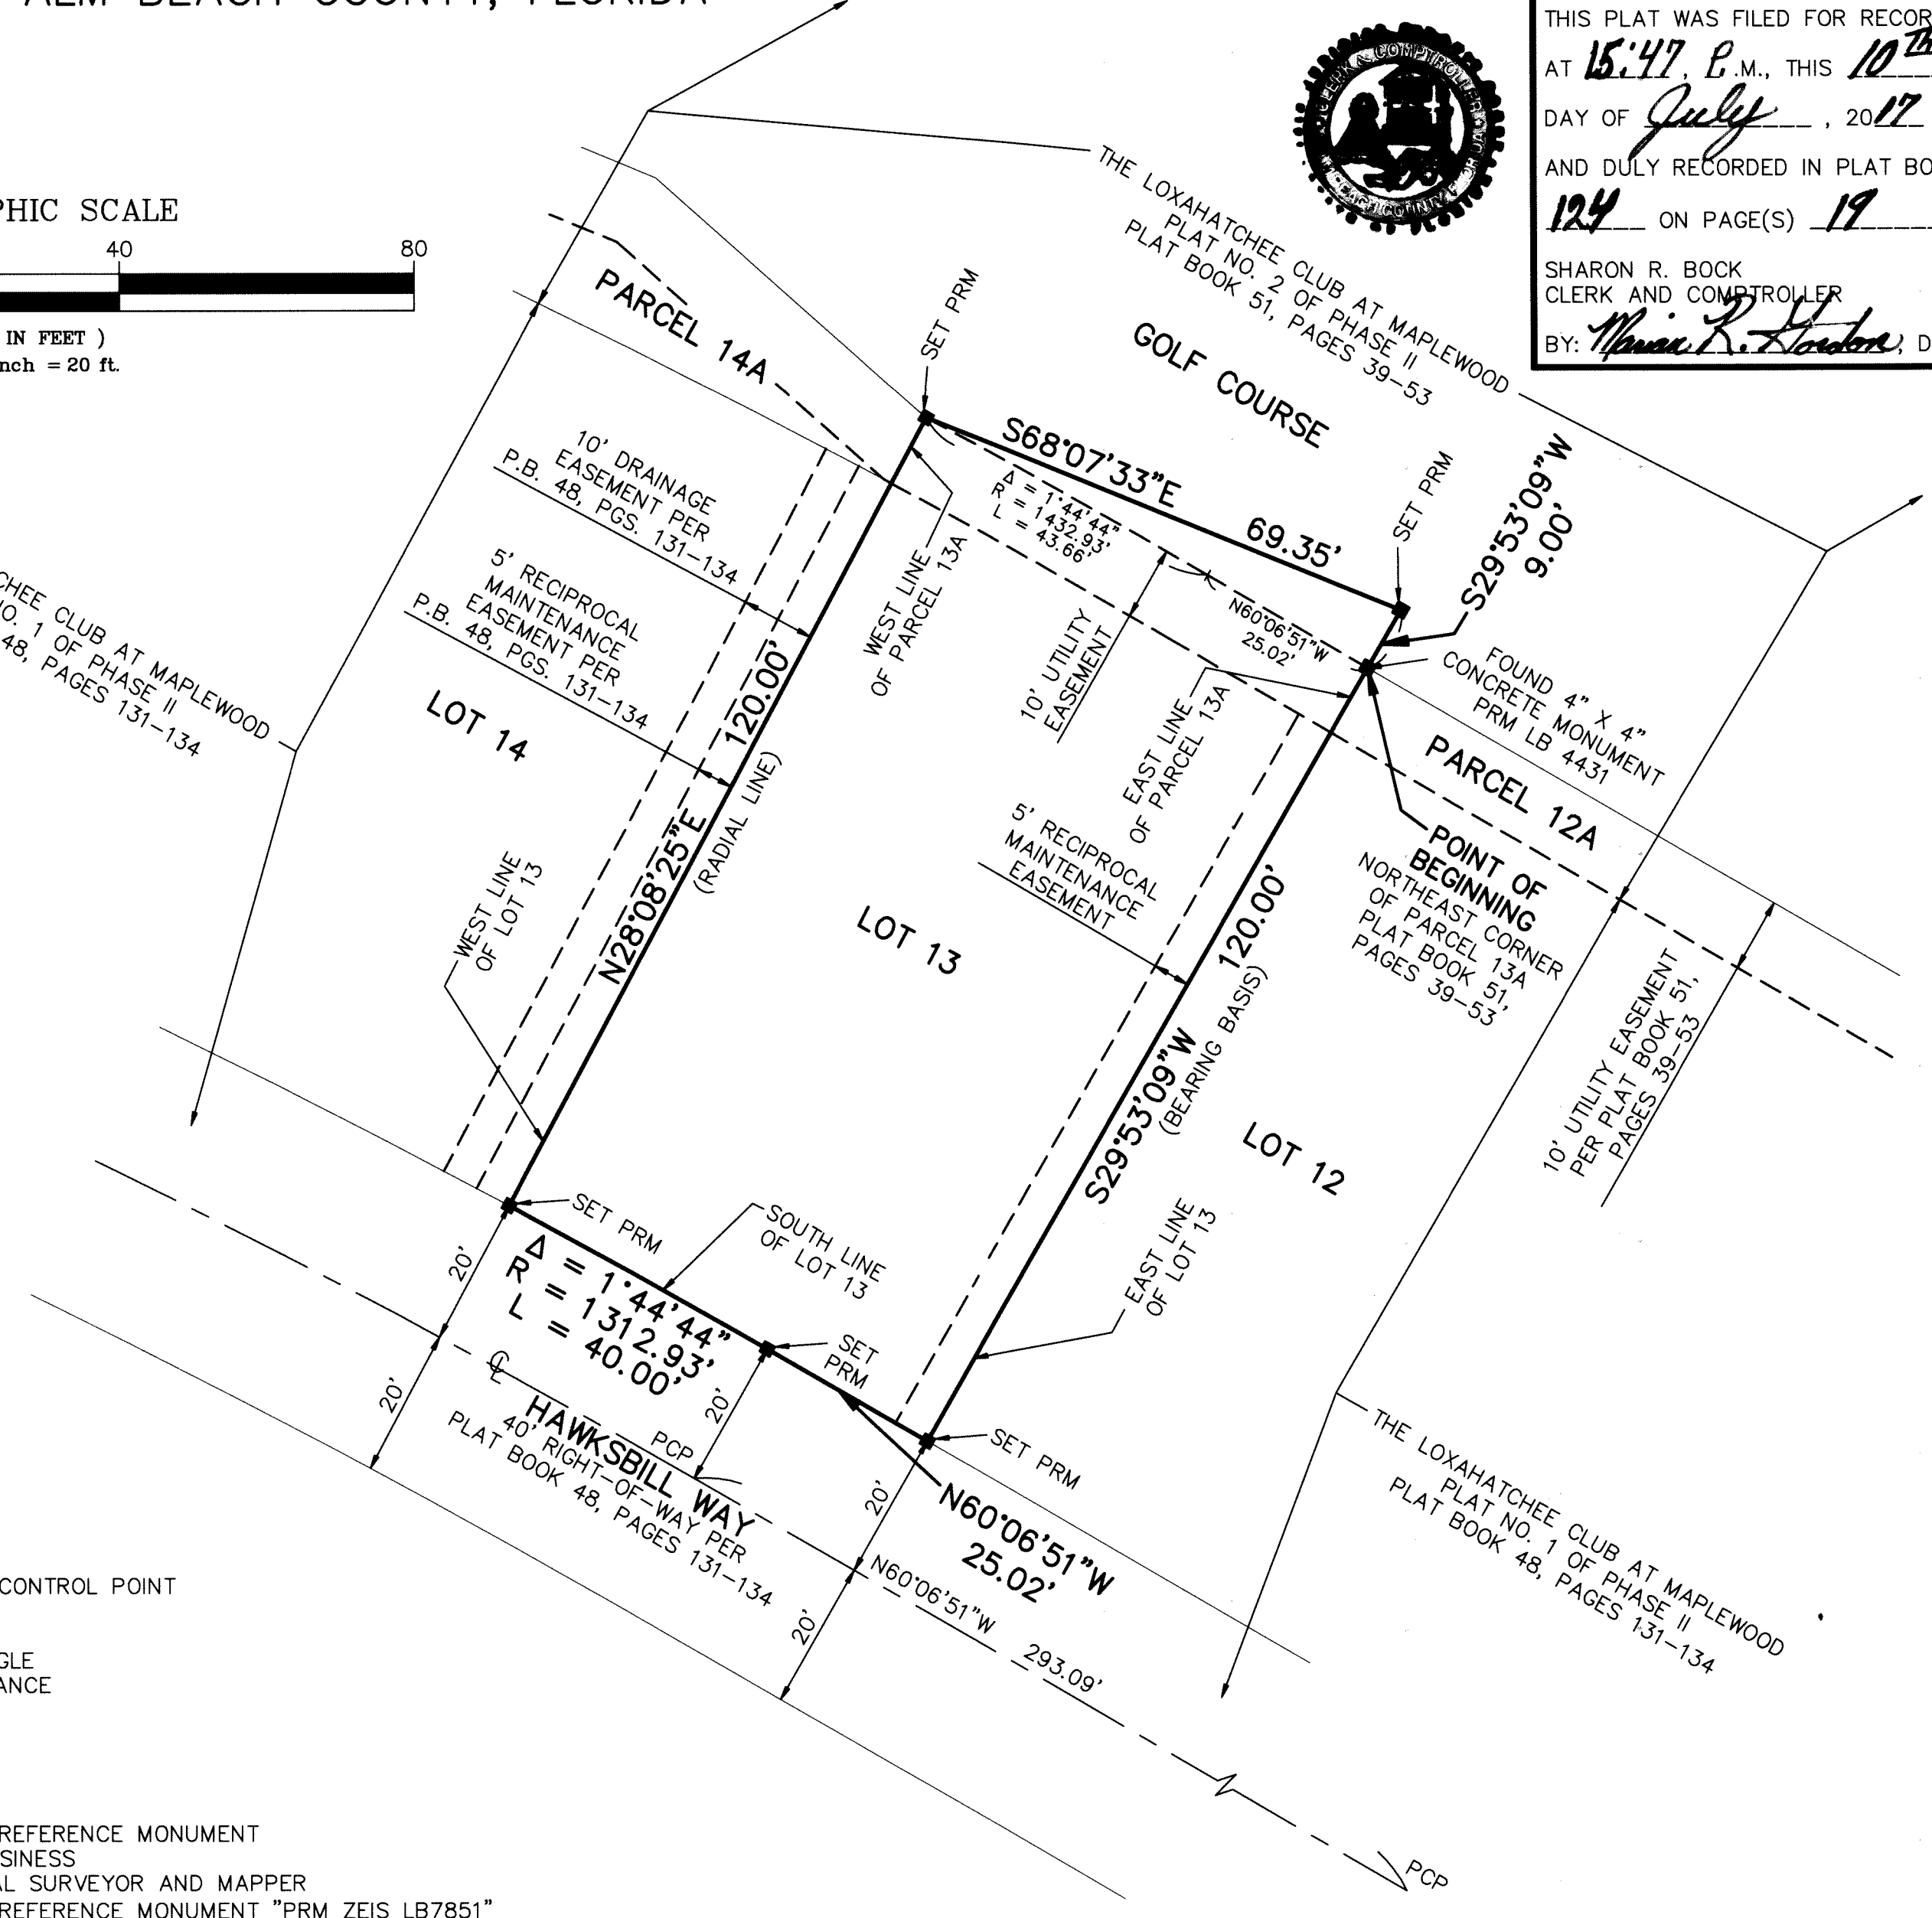 COUNTY, FLORIDA
SCALE
40
80
IN FEET )
= 20 ft.
THIS PLAT WAS FILED FOR
AT 15:47, P.M., THIS 10Th
DAY OF July, 2017
AND DULY RECORDED IN PLAT
124 ON PAGE(S) 19
SHARON R. BOCK
CLERK AND COMPTROLLER
BY: Marian R. Gordon, D
CLERK & COMPTROLLER
COUNTY
THE LOXAHATCHEE CLUB AT MAPLEWOOD
PLAT NO. 2 OF PHASE II
PLAT BOOK 51, PAGES 39-53
GOLF COURSE
PARCEL 14A
SET PRM
S68°07'33"E
69.35'
SET PRM
S29°53'09"W
9.00'
Δ = 1°44'44"
R = 1432.93'
L = 43.66'
N60°06'51"W
25.02'
10' DRAINAGE
EASEMENT PER
P.B. 48, PGS. 131-134
5' RECIPROCAL
MAINTENANCE
EASEMENT PER
P.B. 48, PGS. 131-134
WEST LINE
OF PARCEL 13A
10' UTILITY
EASEMENT
EAST LINE
OF PARCEL 13A
FOUND 4" X 4"
CONCRETE MONUMENT
PRM LB 4431
PARCEL 12A
POINT OF
BEGINNING
NORTHEAST CORNER
OF PARCEL 13A
PLAT BOOK 51,
PAGES 39-53
CLUB AT MAPLEWOOD
1 OF PHASE II
48, PAGES 131-134
LOT 14
N28°08'25"E
120.00'
(RADIAL LINE)
5' RECIPROCAL
MAINTENANCE
EASEMENT
WEST LINE
OF LOT 13
LOT 13
S29°53'09"W
120.00'
(BEARING BASIS)
LOT 12
10' UTILITY EASEMENT
PER PLAT BOOK 51,
PAGES 39-53
EAST LINE
OF LOT 13
SET PRM
SOUTH LINE
OF LOT 13
20'
Δ = 1°44'44"
R = 1312.93'
L = 40.00'
SET
PRM
20'
20'
℄
PCP
HAWKSBILL WAY
40' RIGHT-OF-WAY PER
PLAT BOOK 48, PAGES 131-134
SET PRM
20'
N60°06'51"W
25.02'
N60°06'51"W 293.09'
20'
THE LOXAHATCHEE CLUB AT MAPLEWOOD
PLAT NO. 1 OF PHASE II
PLAT BOOK 48, PAGES 131-134
PCP
CONTROL POINT
REFERENCE MONUMENT
SURVEYOR AND MAPPER
REFERENCE MONUMENT "PRM ZEIS LB7851"